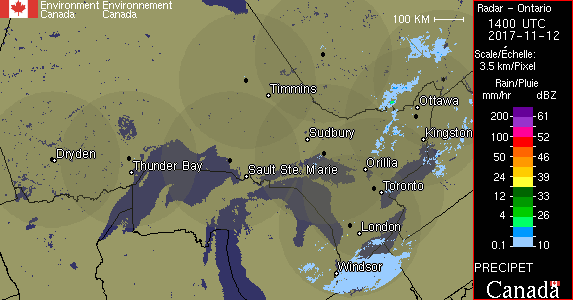 Environment Environnement
Canada Canada
100 KM
Timmins
Ottawa
Sudbury
Kingston
Dryden
Thunder Bay
Sault Ste. Marie
Orillia
Toronto
London
Windsor
Radar - Ontario
1400 UTC
2017-11-12
Scale/Échelle:
3.5 km/Pixel
Rain/Pluie
mm/hr dBZ
200 61
100 52
50 46
24 39
12 33
4 26
0.1 10
PRECIPET
Canada